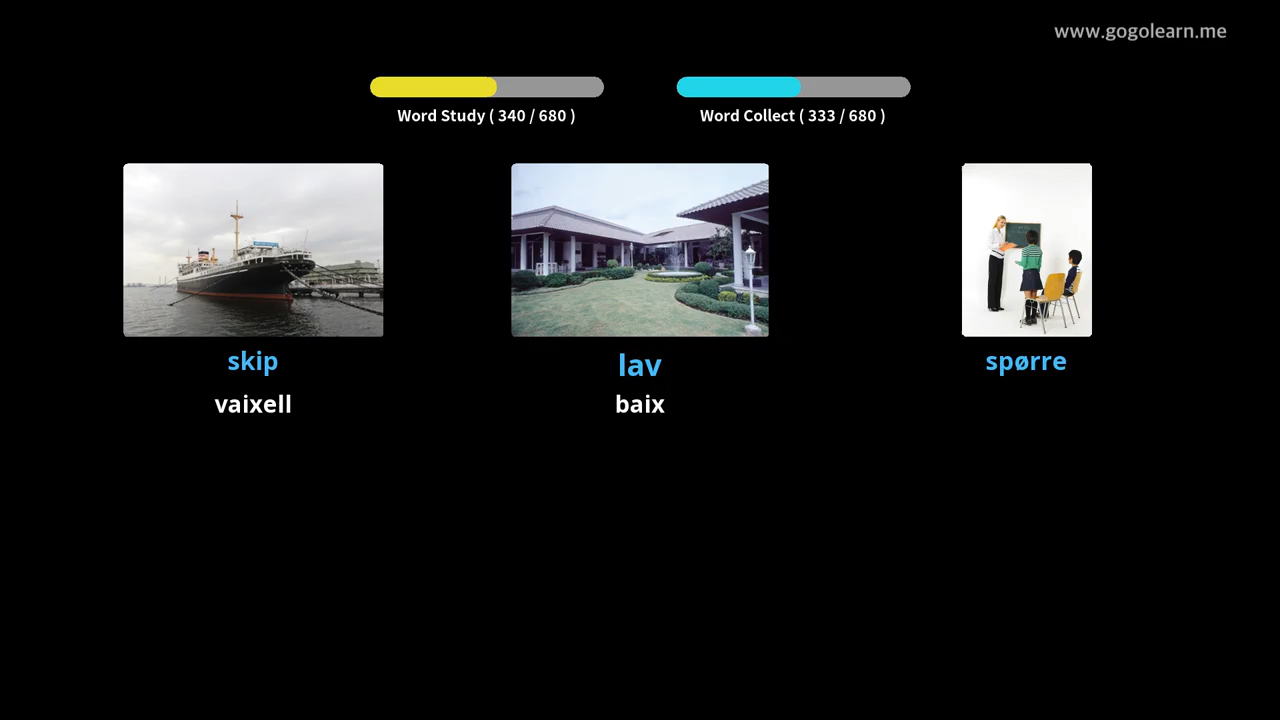 www.gogolearn.me
Word Study ( 340 / 680 )
Word Collect ( 333 / 680 )
skip
lav
spørre
vaixell
baix